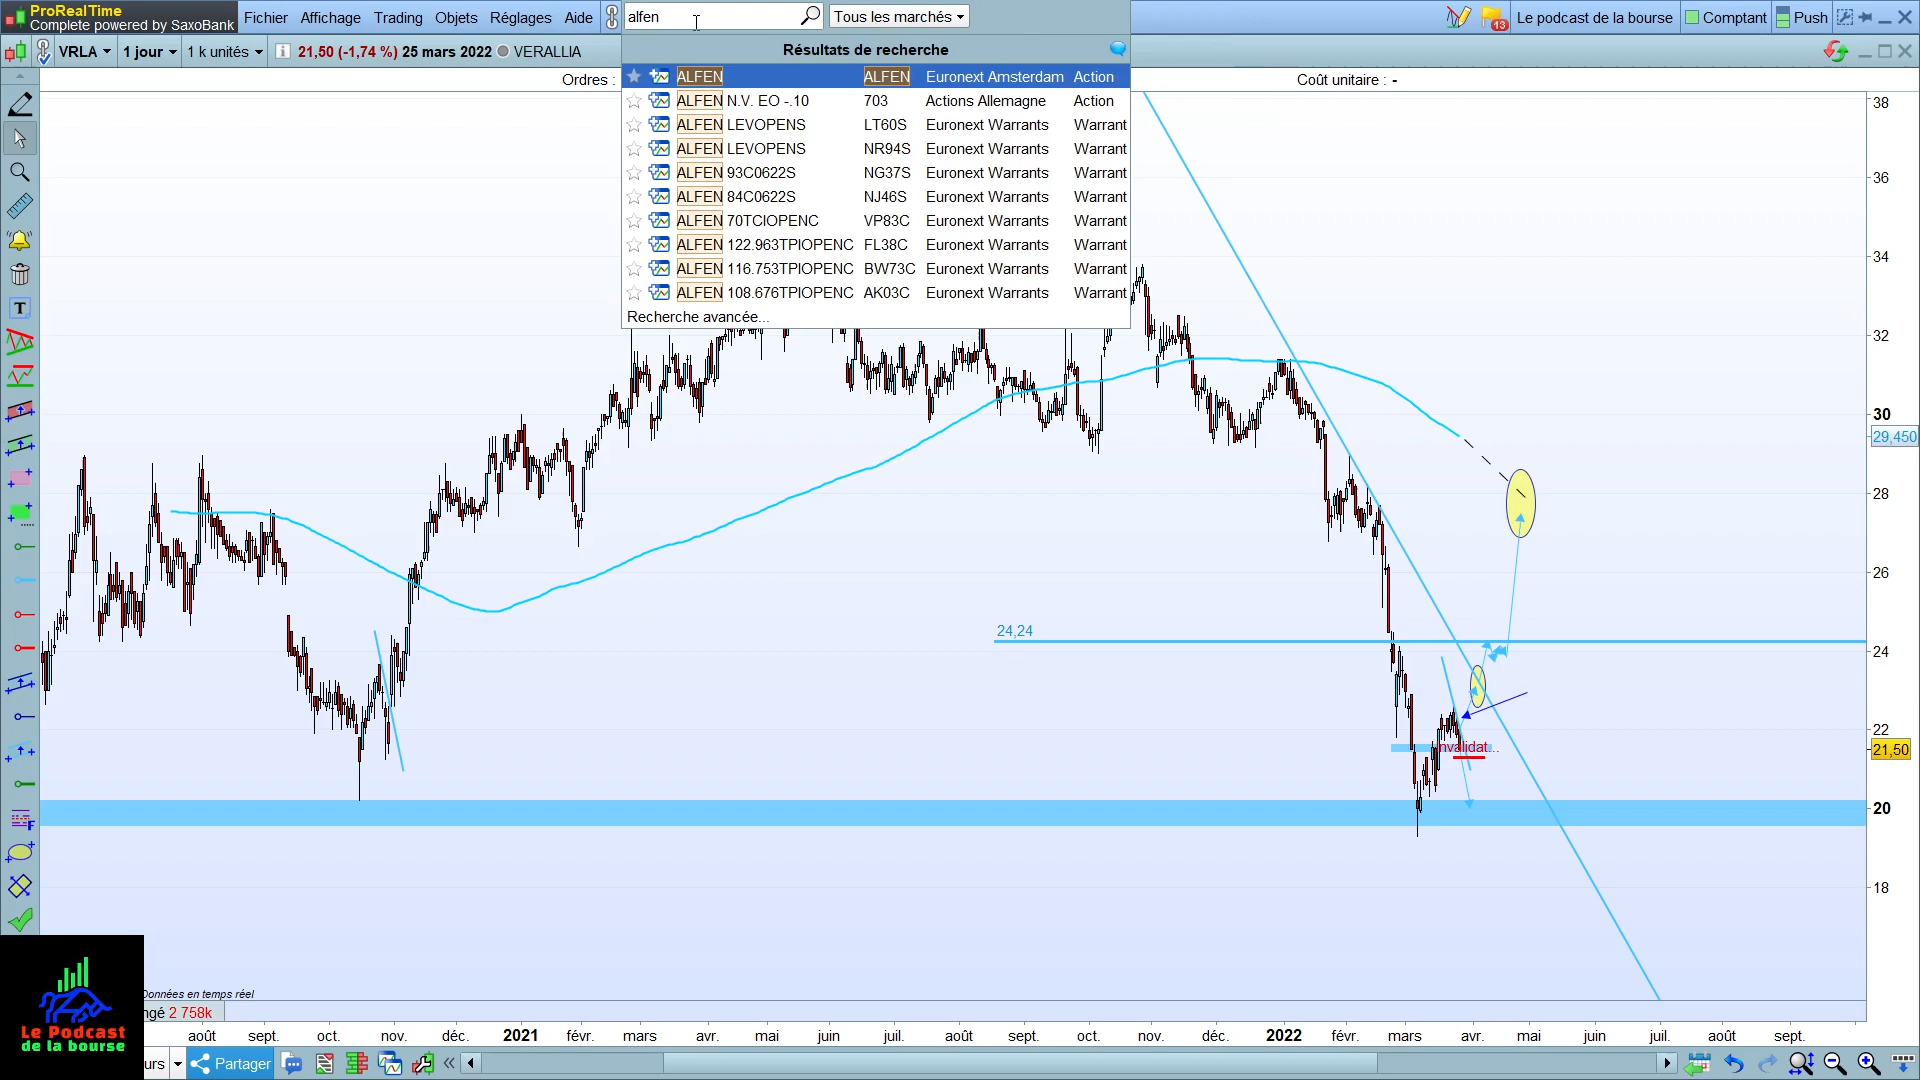 ProRealTime
Complete powered by SaxoBank
Fichier Affichage Trading Objets Réglages Aide
alfen
Tous les marchés
13
Le podcast de la bourse
Comptant
Push
VRLA
1 jour
1 k unités
21,50 (-1,74 %) 25 mars 2022 VERALLIA
Résultats de recherche
Ordres :
Coût unitaire : -
ALFEN ALFEN Euronext Amsterdam Action
ALFEN N.V. EO -.10 703 Actions Allemagne Action
ALFEN LEVOPENS LT60S Euronext Warrants Warrant
ALFEN LEVOPENS NR94S Euronext Warrants Warrant
ALFEN 93C0622S NG37S Euronext Warrants Warrant
ALFEN 84C0622S NJ46S Euronext Warrants Warrant
ALFEN 70TCIOPENC VP83C Euronext Warrants Warrant
ALFEN 122.963TPIOPENC FL38C Euronext Warrants Warrant
ALFEN 116.753TPIOPENC BW73C Euronext Warrants Warrant
ALFEN 108.676TPIOPENC AK03C Euronext Warrants Warrant
Recherche avancée...
38
36
34
32
30
29,450
28
26
24,24
24
22
nvalidat...
21,50
20
18
Données en temps réel
ngé 2 758k
août sept. oct. nov. déc. 2021 févr. mars avr. mai juin juil. août sept. oct. nov. déc. 2022 févr. mars avr. mai juin juil. août sept.
Le Podcast
de la bourse
urs
Partager